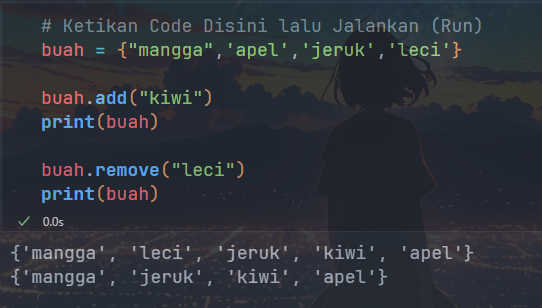 # Ketikan Code Disini lalu Jalankan (Run)
buah = {"mangga",'apel','jeruk','leci'}
buah.add("kiwi")
print(buah)
buah.remove("leci")
print(buah)
0.0s
{'mangga', 'leci', 'jeruk', 'kiwi', 'apel'}
{'mangga', 'jeruk', 'kiwi', 'apel'}